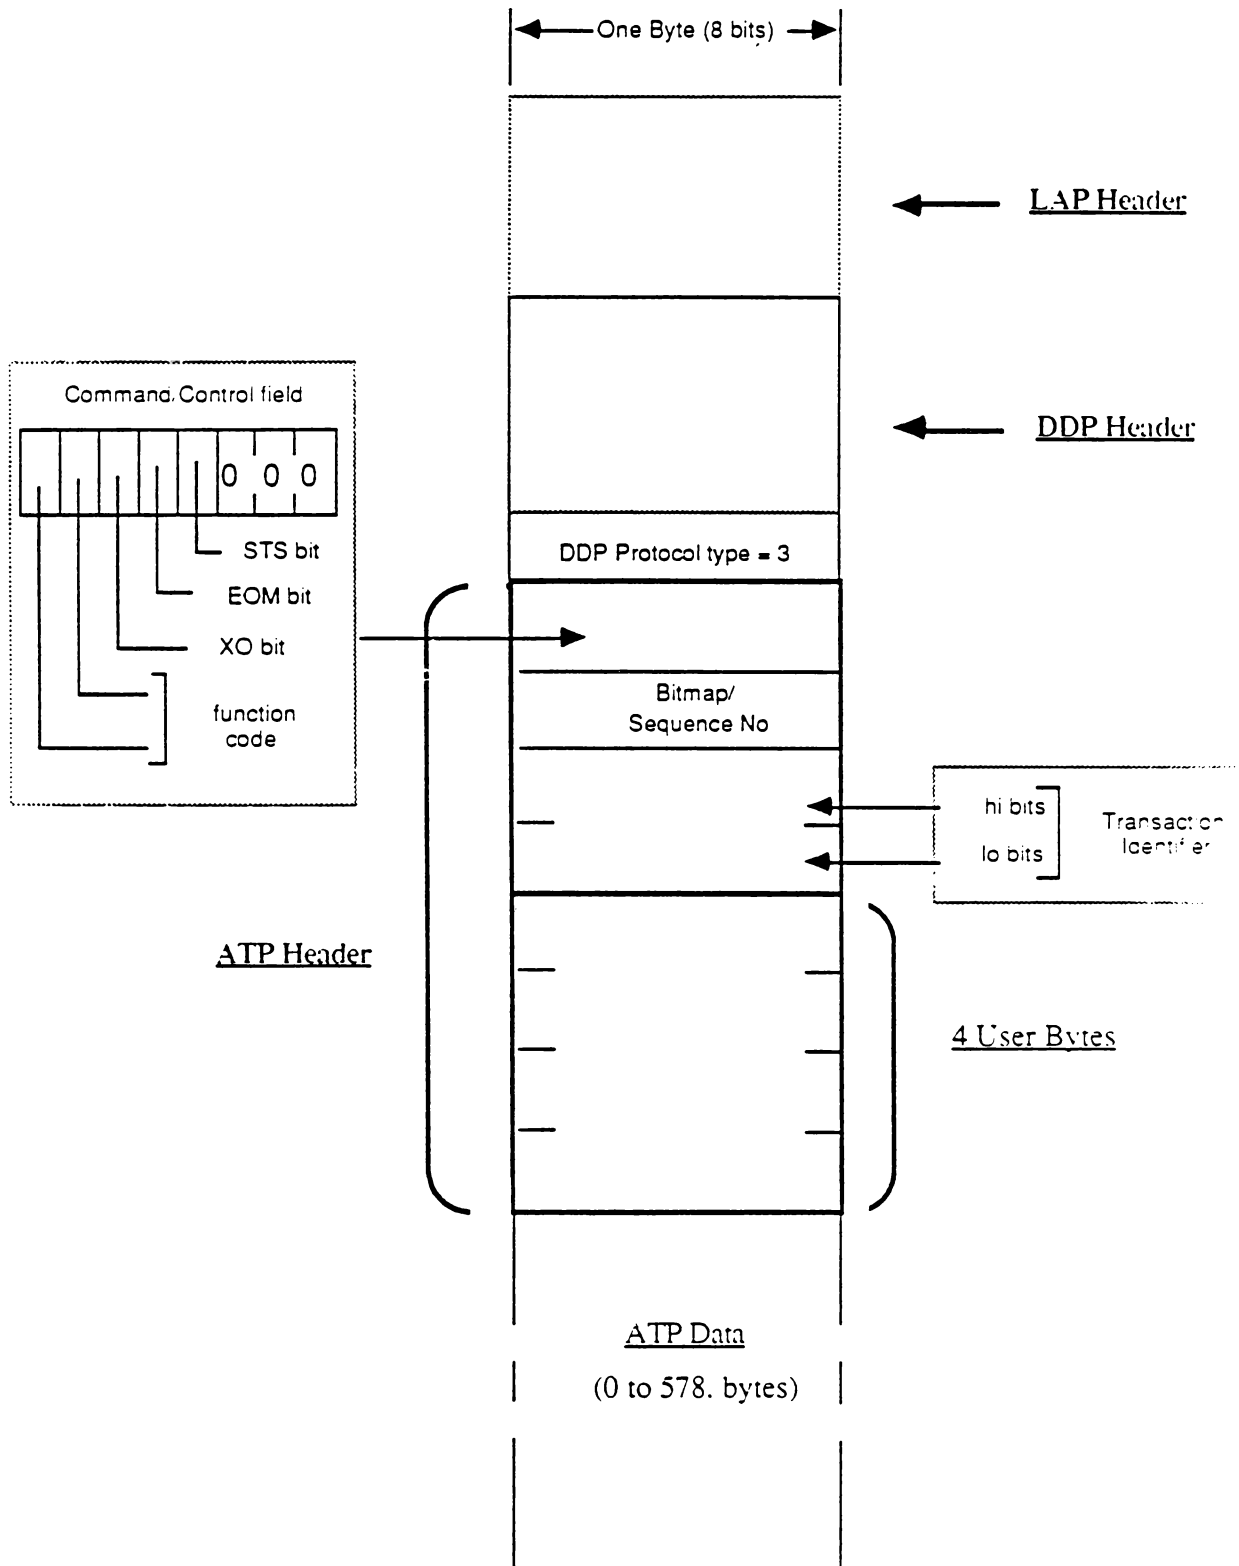 One Byte (8 bits)
LAP Header
DDP Header
Command/Control field
0 0 0
STS bit
EOM bit
XO bit
function
code
DDP Protocol type = 3
Bitmap/
Sequence No
hi bits
lo bits
Transaction
Identifier
ATP Header
4 User Bytes
ATP Data
(0 to 578. bytes)